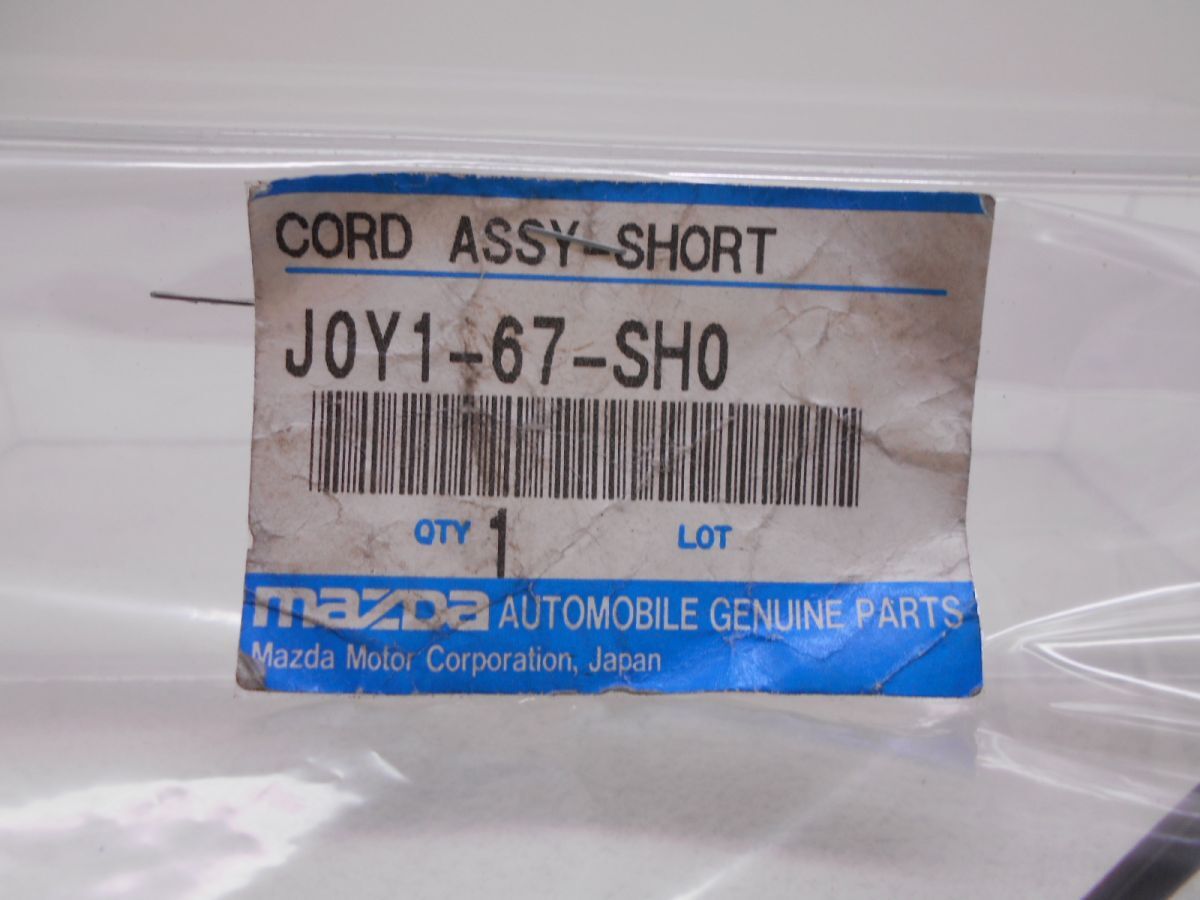 CORD ASSY-SHORT
J0Y1-67-SH0
QTY 1 LOT
mazda AUTOMOBILE GENUINE PARTS
Mazda Motor Corporation, Japan